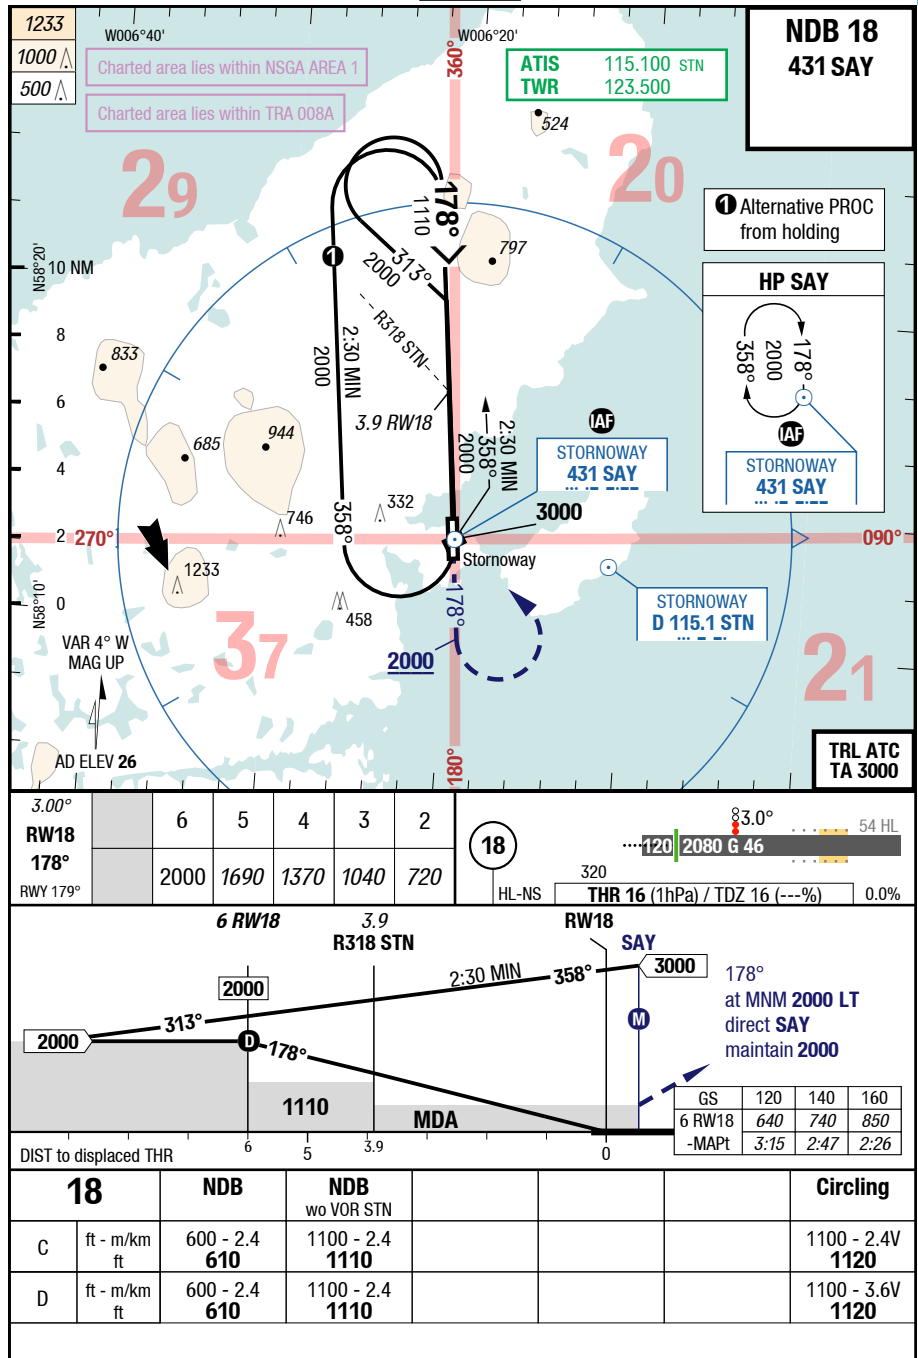 1233
1000
500
W006°40'
W006°20'
NDB 18
431 SAY
Charted area lies within NSGA AREA 1
Charted area lies within TRA 008A
360°
ATIS 115.100 STN
TWR 123.500
524
29
20
178°
1110
1 Alternative PROC
from holding
797
N58°20'
10 NM
1
313°
2000
HP SAY
358°
2000
178°
IAF
STORNOWAY
431 SAY
R318 STN
8
2:30 MIN
2000
833
6
3.9 RW18
685
944
4
2:30 MIN
358°
2000
IAF
STORNOWAY
431 SAY
332
746
358°
3000
2
270°
090°
Stornoway
1233
458
0
N58°10'
178°
STORNOWAY
D 115.1 STN
VAR 4° W
MAG UP
37
2000
21
AD ELEV 26
180°
TRL ATC
TA 3000
3.00°
RW18
178°
RWY 179°
6 5 4 3 2
2000 1690 1370 1040 720
18
HL-NS
3.0°
54 HL
120 2080 G 46
320
THR 16 (1hPa) / TDZ 16 (---%)
0.0%
6 RW18
3.9
R318 STN
RW18
SAY
2:30 MIN
358°
3000
2000
313°
2000
D
178°
M
178°
at MNM 2000 LT
direct SAY
maintain 2000
1110
MDA
GS 120 140 160
6 RW18 640 740 850
-MAPt 3:15 2:47 2:26
DIST to displaced THR
6
5
3.9
0
18 NDB NDB Circling
wo VOR STN
C ft - m/km 600 - 2.4 1100 - 2.4 1100 - 2.4V
ft 610 1110 1120
D ft - m/km 600 - 2.4 1100 - 2.4 1100 - 3.6V
ft 610 1110 1120